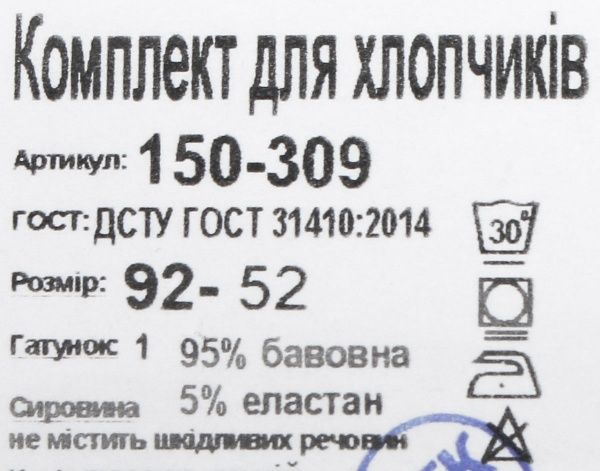 Комплект для хлопчиків
Артикул: 150-309
ГОСТ: ДСТУ ГОСТ 31410:2014
30°
Розмір: 92- 52
Гатунок: 1 95% бавовна
Сировина 5% еластан
не містить шкідливих речовин